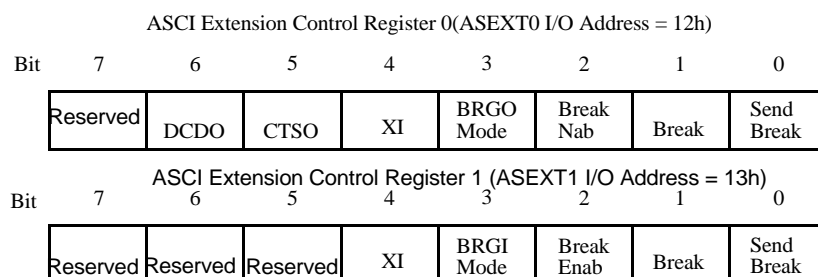 ASCI Extension Control Register 0(ASEXT0 I/O Address = 12h)
Bit 7 6 5 4 3 2 1 0
Reserved DCDO CTSO XI BRGO Mode Break Nab Break Send Break
ASCI Extension Control Register 1 (ASEXT1 I/O Address = 13h)
Bit 7 6 5 4 3 2 1 0
Reserved Reserved Reserved XI BRGI Mode Break Enab Break Send Break